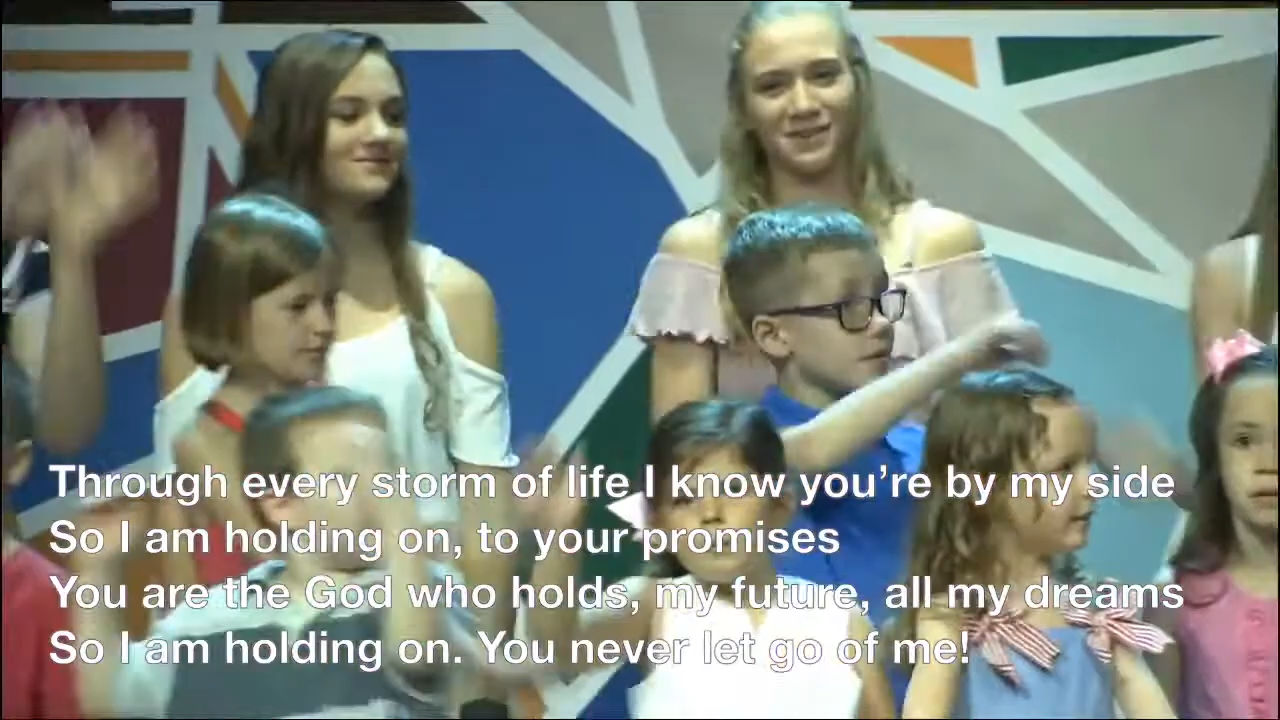 Through every storm of life I know you’re by my side
So I am holding on, to your promises
You are the God who holds, my future, all my dreams
So I am holding on. You never let go of me!